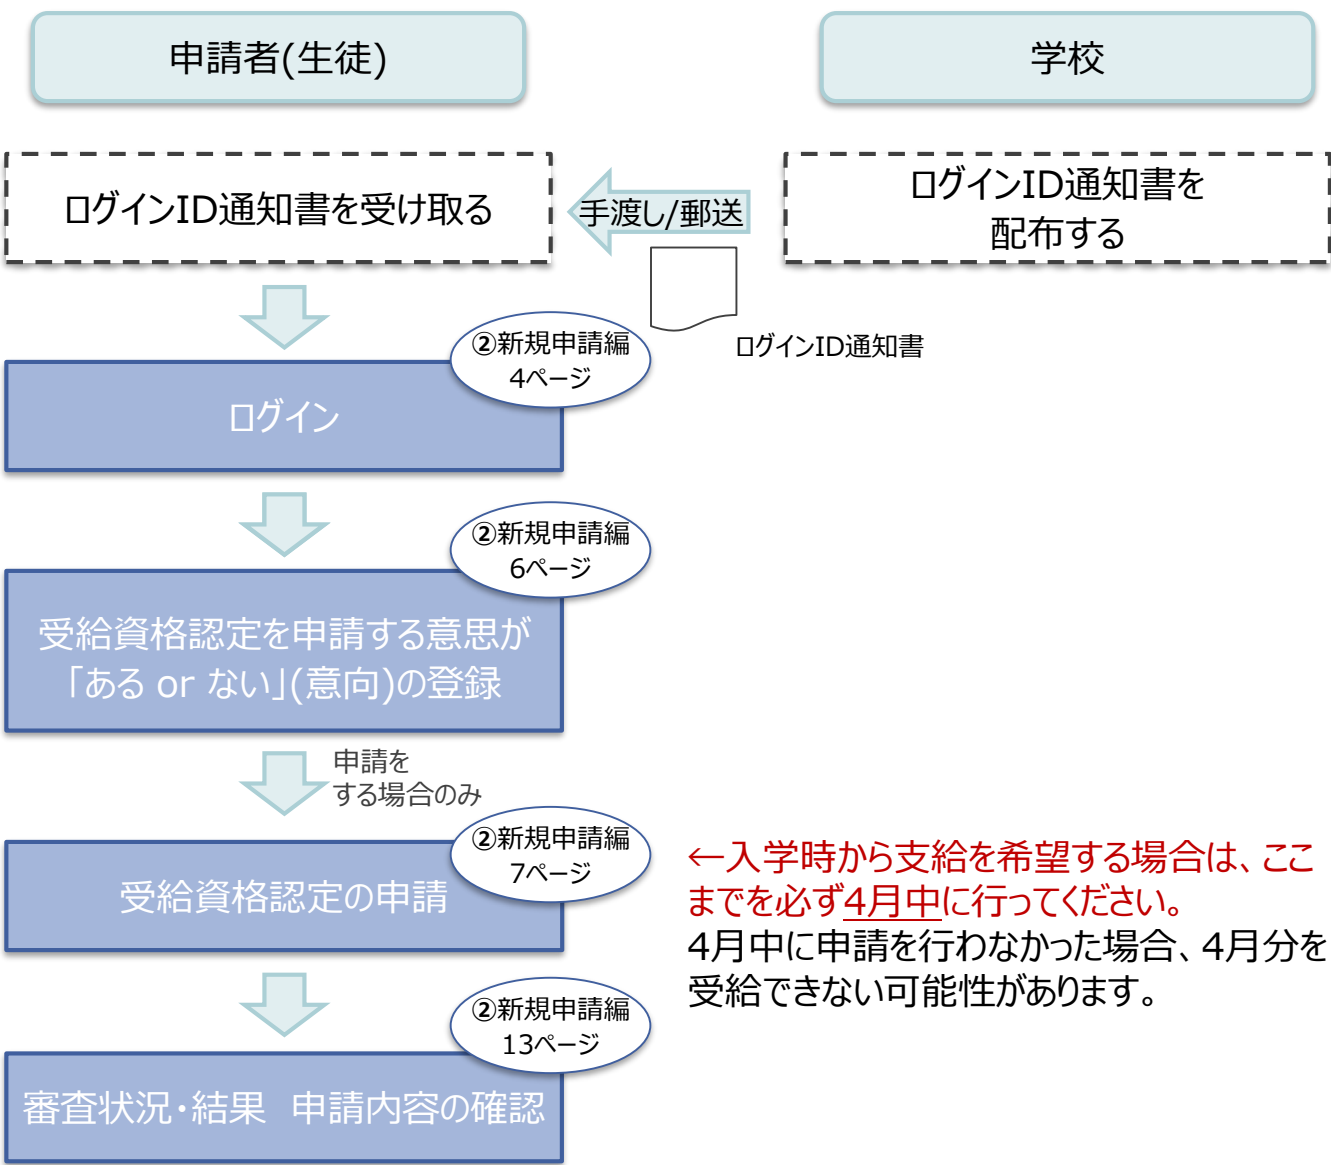 申請者(生徒)
学校
ログインID通知書を受け取る
手渡し/郵送
ログインID通知書を
配布する
ログインID通知書
②新規申請編
4ページ
ログイン
②新規申請編
6ページ
受給資格認定を申請する意思が
「ある or ない」(意向)の登録
申請を
する場合のみ
②新規申請編
7ページ
受給資格認定の申請
←入学時から支給を希望する場合は、ここ
までを必ず4月中に行ってください。
4月中に申請を行わなかった場合、4月分を
受給できない可能性があります。
②新規申請編
13ページ
審査状況・結果　申請内容の確認